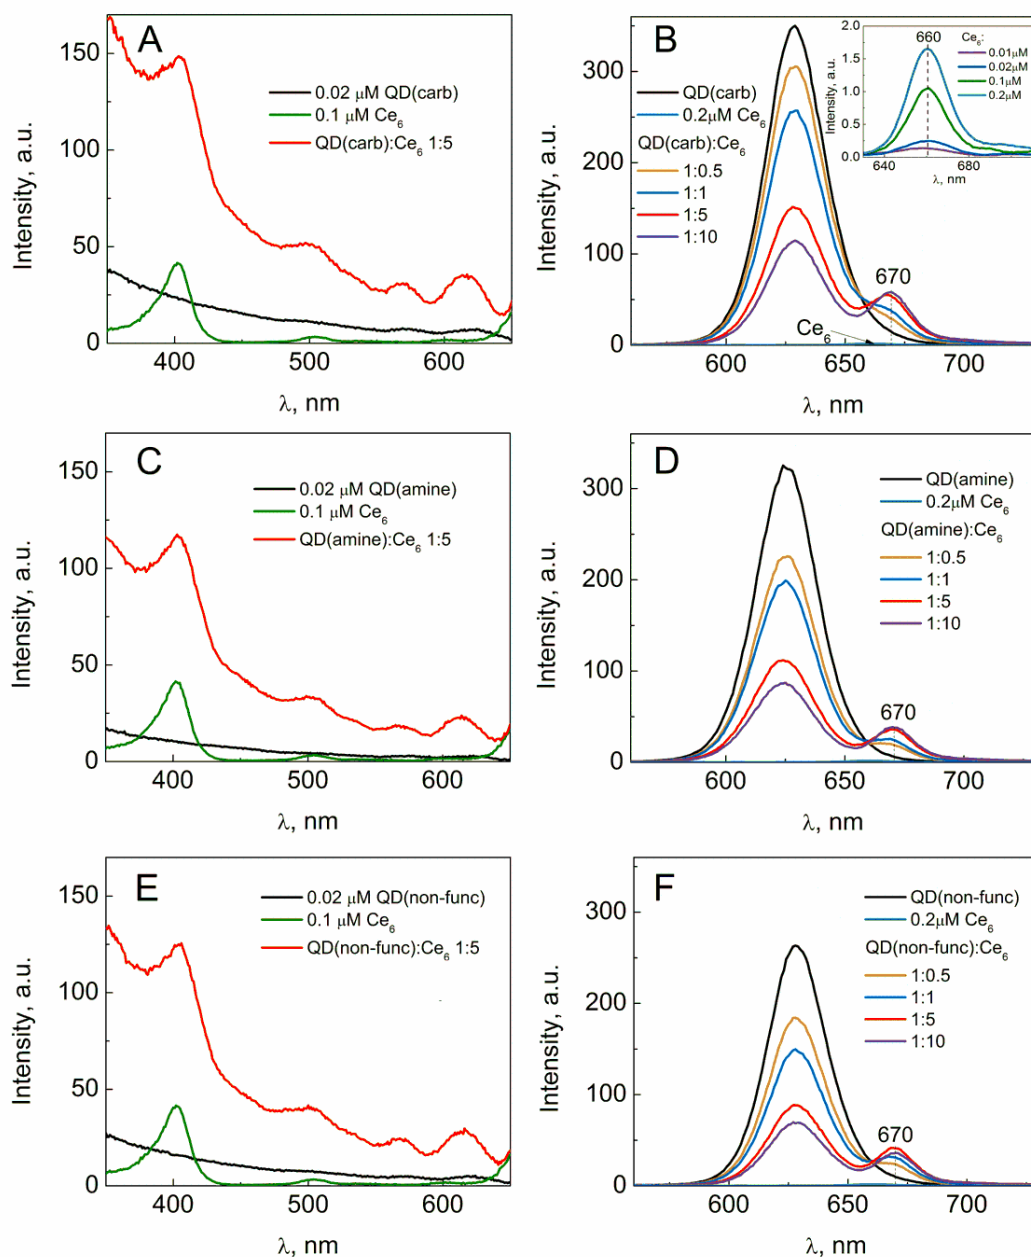 A
0.02 μM QD(carb)
0.1 μM Ce₆
QD(carb):Ce₆ 1:5
150
100
50
0
Intensity, a.u.
400
500
600
λ, nm
B
QD(carb)
0.2μM Ce₆
QD(carb):Ce₆
1:0.5
1:1
1:5
1:10
670
Ce₆
300
200
100
0
Intensity, a.u.
600
650
700
λ, nm
660
Ce₆:
0.01μM
0.02μM
0.1μM
0.2μM
2.0
1.5
1.0
0.5
0.0
Intensity, a.u.
640
680
λ, nm
C
0.02 μM QD(amine)
0.1 μM Ce₆
QD(amine):Ce₆ 1:5
150
100
50
0
Intensity, a.u.
400
500
600
λ, nm
D
QD(amine)
0.2μM Ce₆
QD(amine):Ce₆
1:0.5
1:1
1:5
1:10
670
300
200
100
0
Intensity, a.u.
600
650
700
λ, nm
E
0.02 μM QD(non-func)
0.1 μM Ce₆
QD(non-func):Ce₆ 1:5
150
100
50
0
Intensity, a.u.
400
500
600
λ, nm
F
QD(non-func)
0.2μM Ce₆
QD(non-func):Ce₆
1:0.5
1:1
1:5
1:10
670
300
200
100
0
Intensity, a.u.
600
650
700
λ, nm